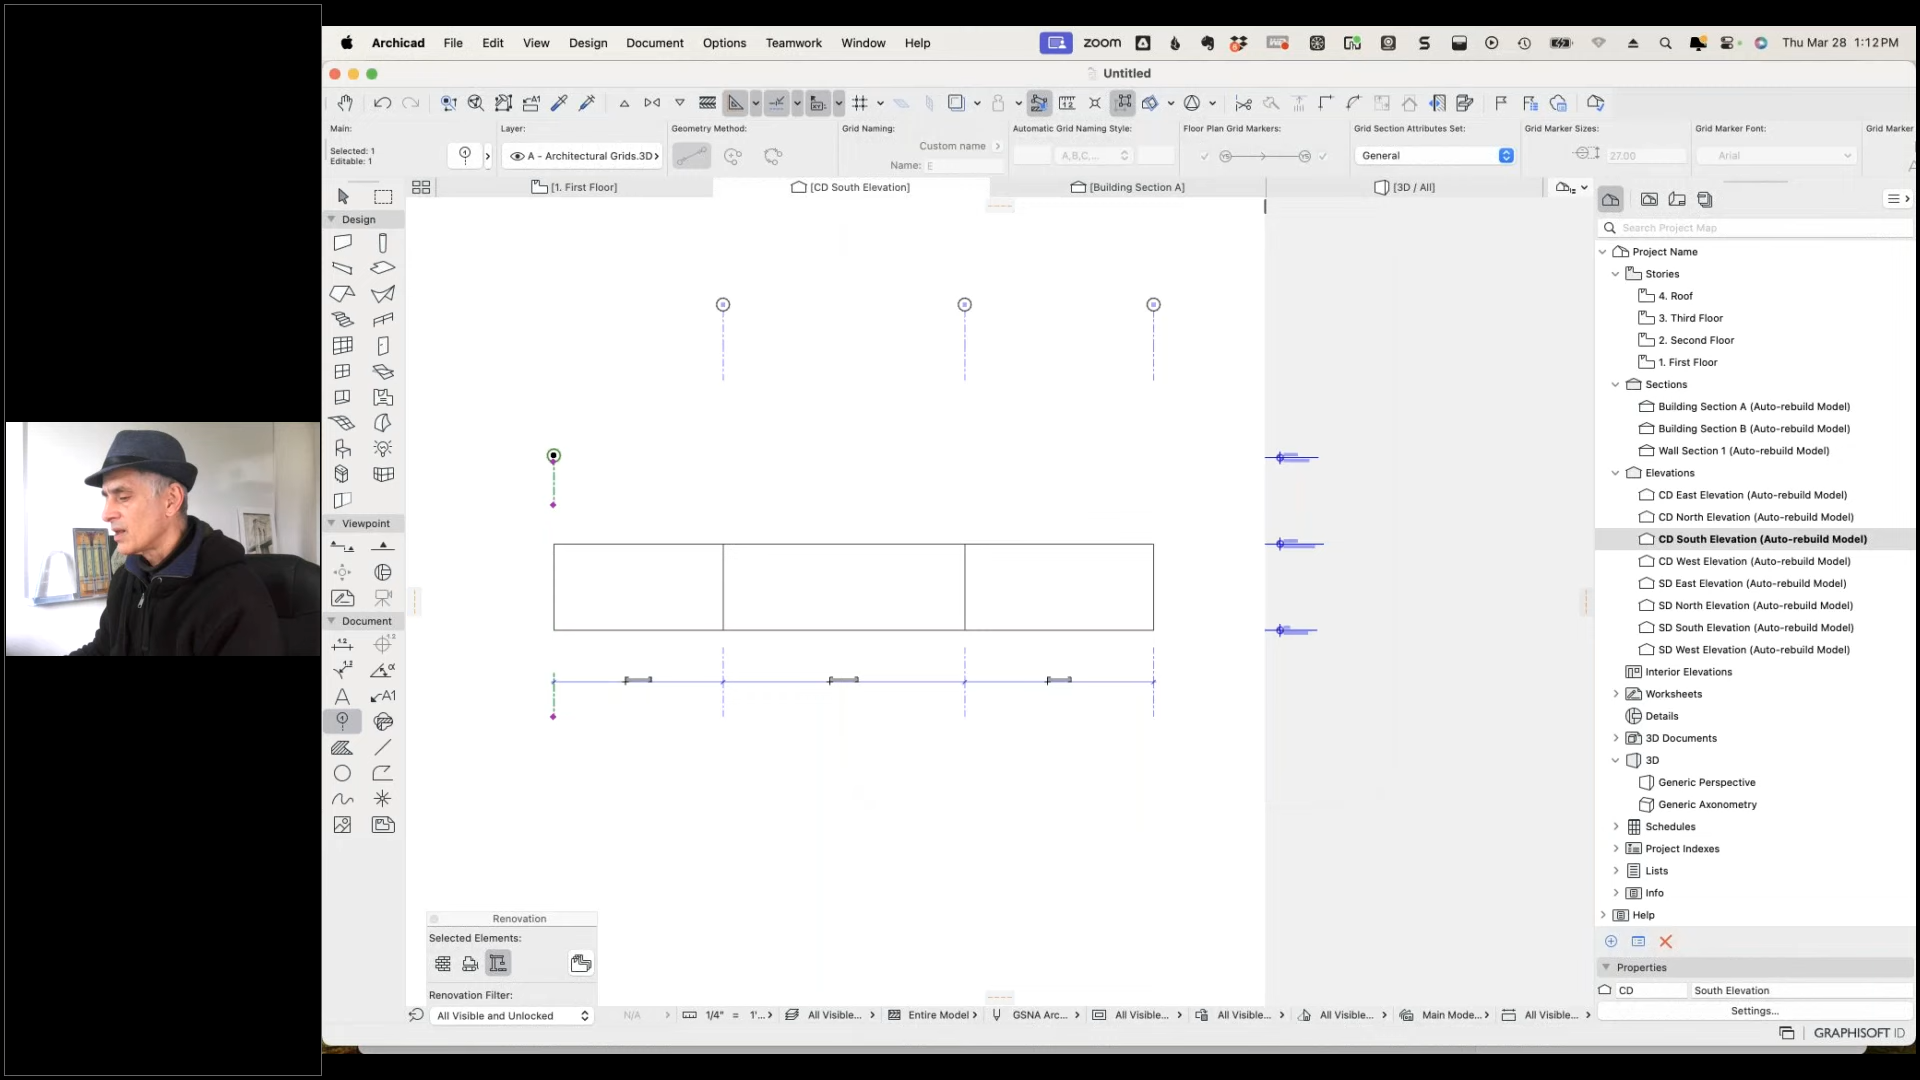 Archicad File Edit View Design Document Options Teamwork Window Help zoom Thu Mar 28 1:12 PM
Untitled
Main: Layer: Geometry Method: Grid Naming: Automatic Grid Naming Style: Floor Plan Grid Markers: Grid Section Attributes Set: Grid Marker Sizes: Grid Marker Font: Grid Marker
Selected: 1
Editable: 1
A - Architectural Grids.3D
Custom name
Name: E
A,B,C,...
General
27.00
Arial
[1. First Floor] [CD South Elevation] [Building Section A] [3D / All]
Design
Viewpoint
Document
Renovation
Selected Elements:
Renovation Filter:
All Visible and Unlocked
N/A 1/4" = 1'... All Visible... Entire Model GSNA Arc... All Visible... All Visible... All Visible... Main Mode... All Visible...
Search Project Map
Project Name
Stories
4. Roof
3. Third Floor
2. Second Floor
1. First Floor
Sections
Building Section A (Auto-rebuild Model)
Building Section B (Auto-rebuild Model)
Wall Section 1 (Auto-rebuild Model)
Elevations
CD East Elevation (Auto-rebuild Model)
CD North Elevation (Auto-rebuild Model)
CD South Elevation (Auto-rebuild Model)
CD West Elevation (Auto-rebuild Model)
SD East Elevation (Auto-rebuild Model)
SD North Elevation (Auto-rebuild Model)
SD South Elevation (Auto-rebuild Model)
SD West Elevation (Auto-rebuild Model)
Interior Elevations
Worksheets
Details
3D Documents
3D
Generic Perspective
Generic Axonometry
Schedules
Project Indexes
Lists
Info
Help
Properties
CD South Elevation
Settings...
GRAPHISOFT ID